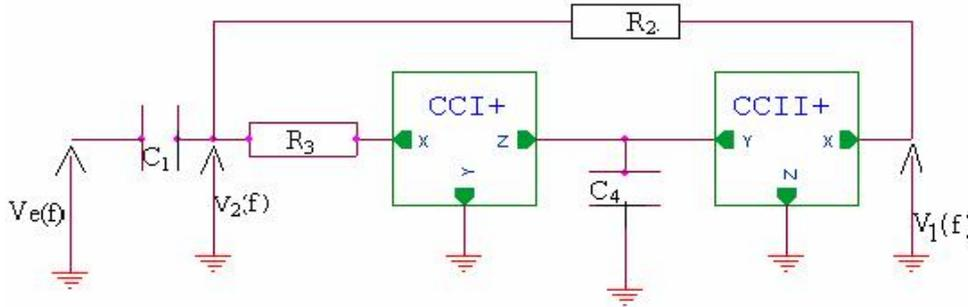 R2.
CCI+
CCII+
X
Z
Y
X
Y
Z
C1
R3
C4
Ve(f)
V2(f)
V1(f)